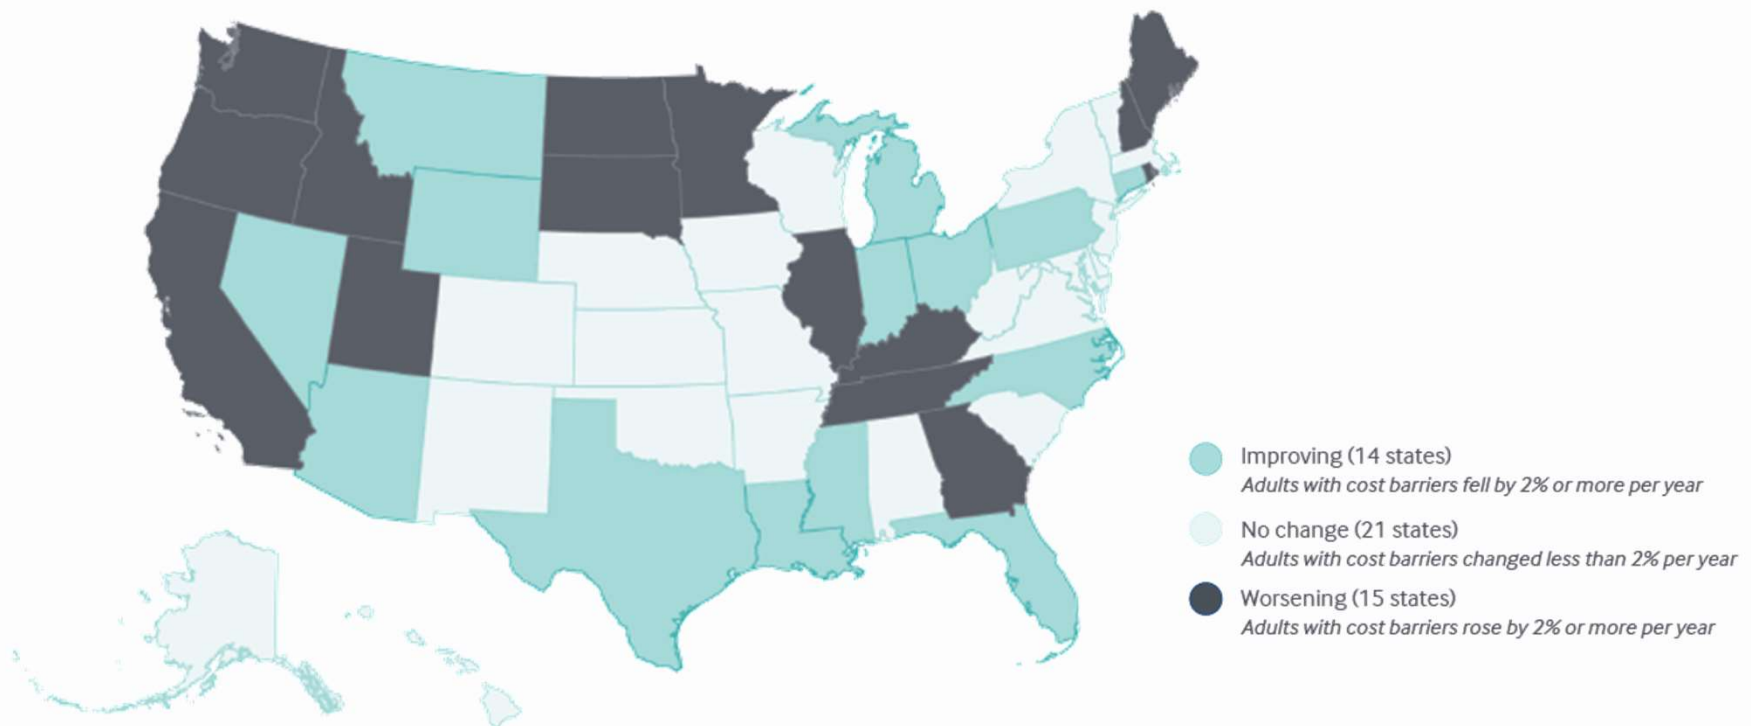 Improving (14 states)
Adults with cost barriers fell by 2% or more per year
No change (21 states)
Adults with cost barriers changed less than 2% per year
Worsening (15 states)
Adults with cost barriers rose by 2% or more per year